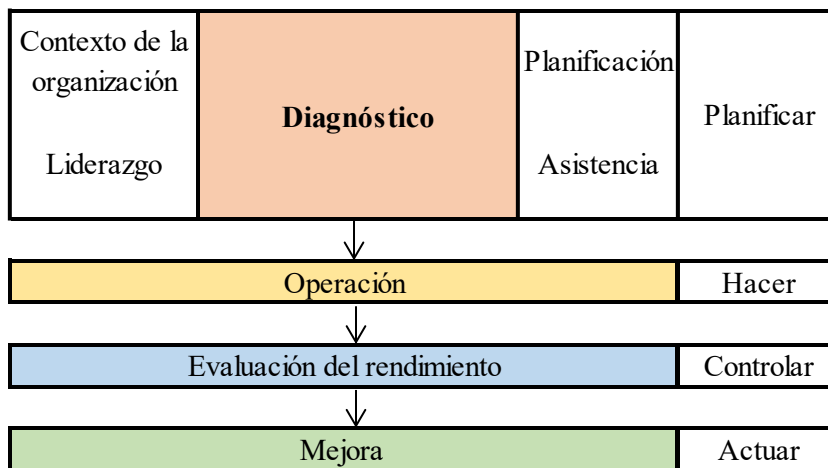 Contexto de la
organización
Liderazgo
Diagnóstico
Planificación
Asistencia
Planificar
Operación
Hacer
Evaluación del rendimiento
Controlar
Mejora
Actuar